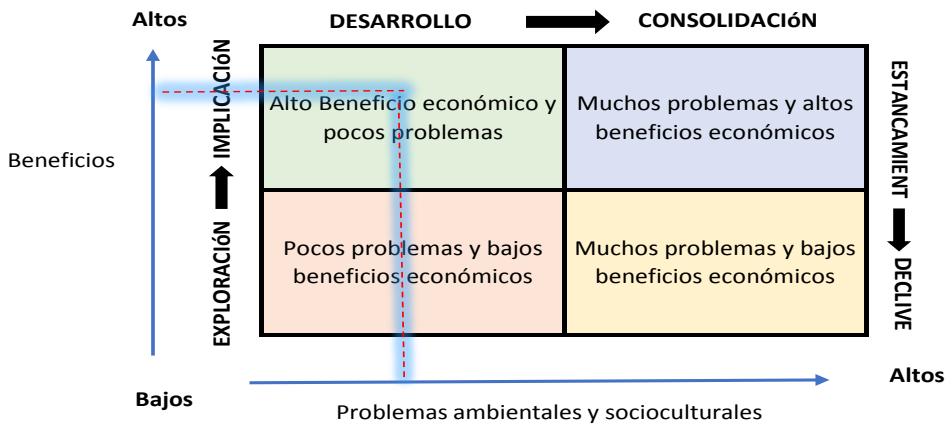 Altos
DESARROLLO
CONSOLIDACIóN
IMPLICACIóN
EXPLORACIóN
Beneficios
Alto Beneficio económico y
pocos problemas
Muchos problemas y altos
beneficios económicos
Pocos problemas y bajos
beneficios económicos
Muchos problemas y bajos
beneficios económicos
ESTANCAMIENT
DECLIVE
Bajos
Altos
Problemas ambientales y socioculturales